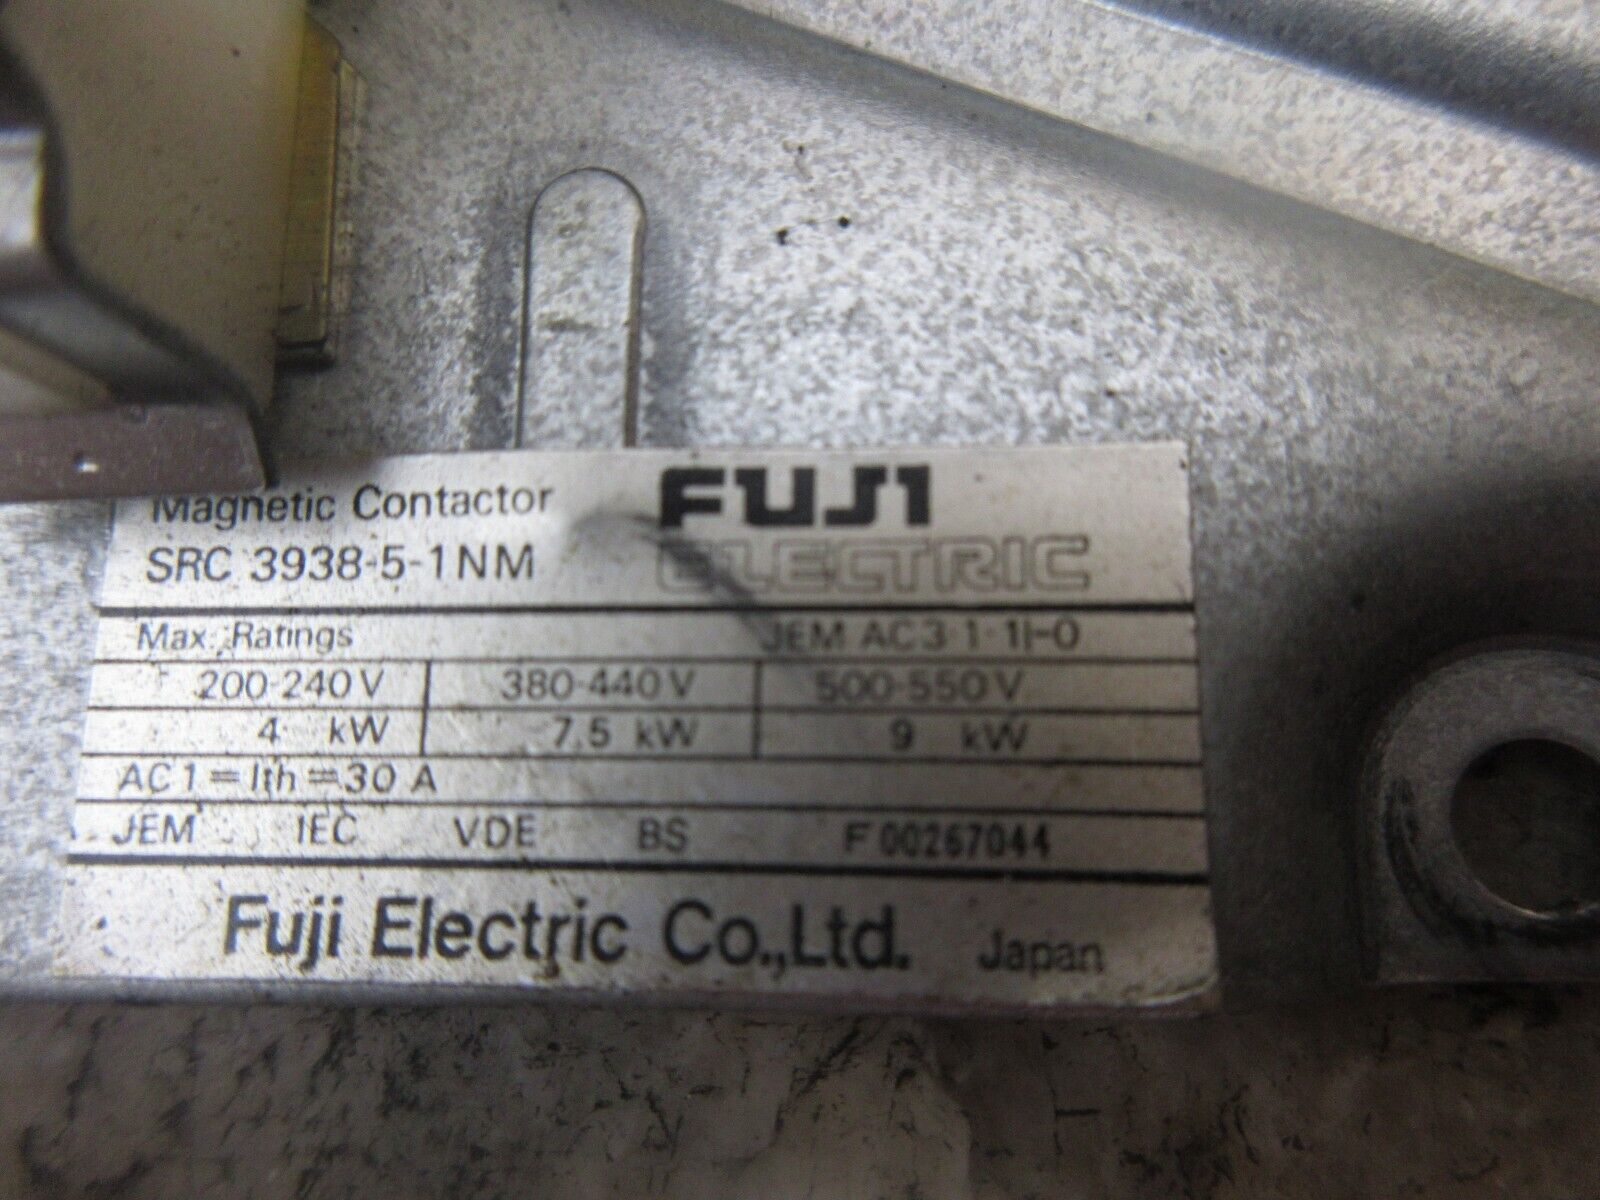 Magnetic Contactor FUJI
SRC 3938-5-1NM ELECTRIC
Max. Ratings JEM AC3·1·1|-0
200-240V 380-440V 500-550V
4 kW 7.5 kW 9 kW
AC1=Ith=30 A
JEM IEC VDE BS F00267044
Fuji Electric Co.,Ltd. Japan